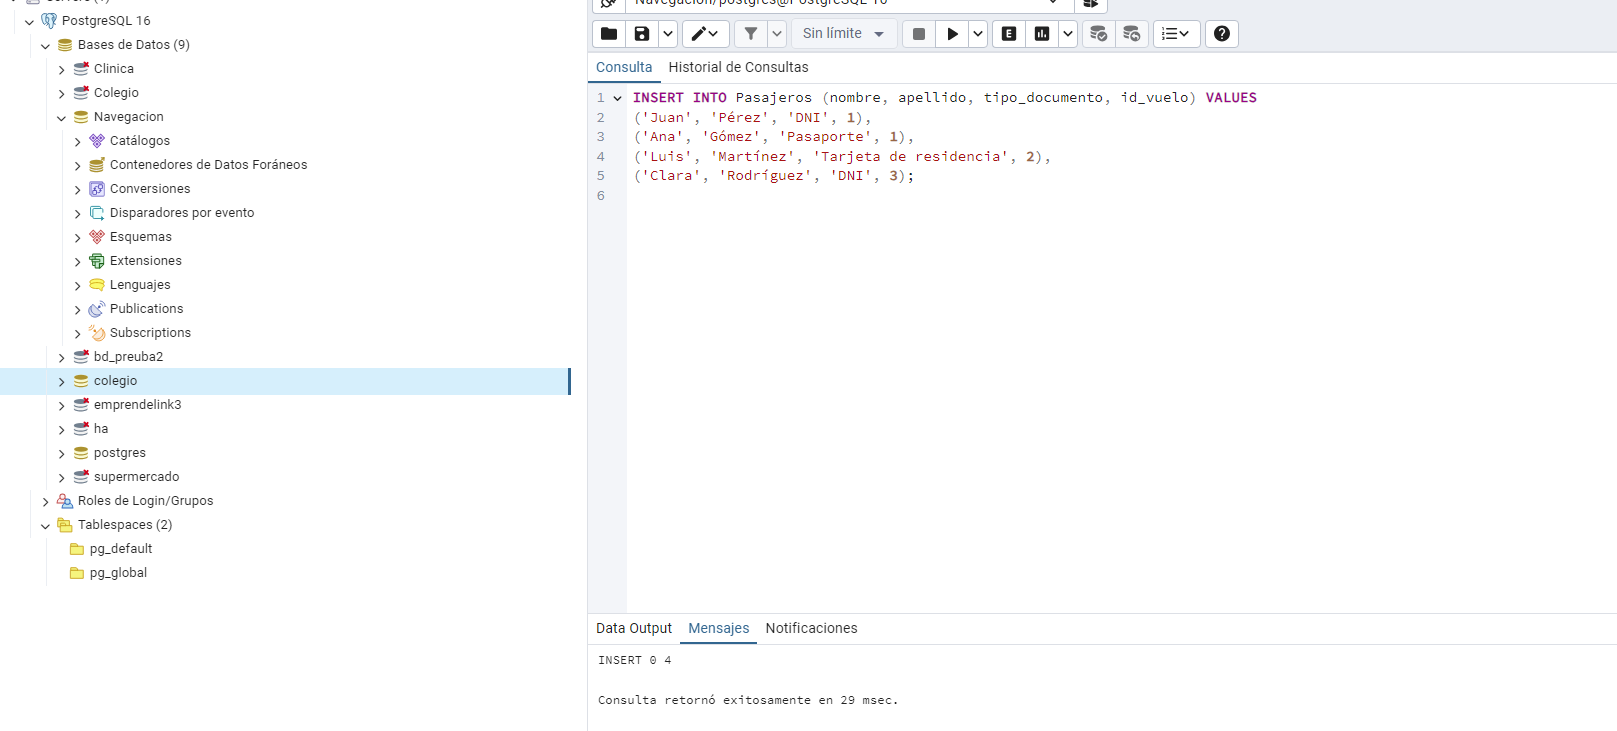 PostgreSQL 16
Bases de Datos (9)
Clinica
Colegio
Navegacion
Catálogos
Contenedores de Datos Foráneos
Conversiones
Disparadores por evento
Esquemas
Extensiones
Lenguajes
Publications
Subscriptions
bd_preuba2
colegio
emprendelink3
ha
postgres
supermercado
Roles de Login/Grupos
Tablespaces (2)
pg_default
pg_global
Navegacion/postgres@PostgreSQL 16
Sin límite
E
Consulta Historial de Consultas
1 INSERT INTO Pasajeros (nombre, apellido, tipo_documento, id_vuelo) VALUES
2 ('Juan', 'Pérez', 'DNI', 1),
3 ('Ana', 'Gómez', 'Pasaporte', 1),
4 ('Luis', 'Martínez', 'Tarjeta de residencia', 2),
5 ('Clara', 'Rodríguez', 'DNI', 3);
6
Data Output Mensajes Notificaciones
INSERT 0 4
Consulta retornó exitosamente en 29 msec.